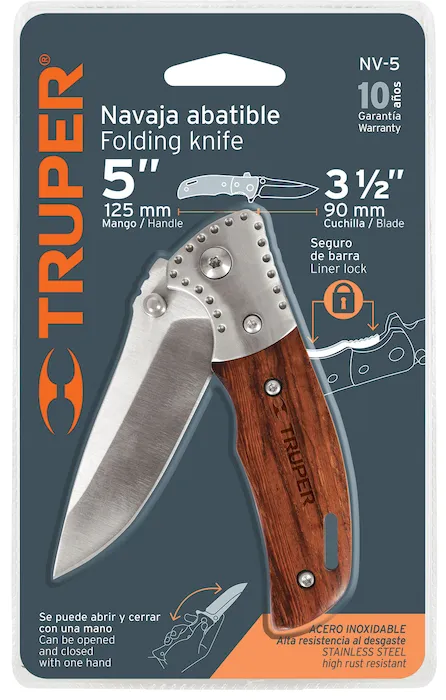 TRUPER®
NV-5
10 años
Garantía
Warranty
Navaja abatible
Folding knife
5”
125 mm
Mango / Handle
3 ½”
90 mm
Cuchilla / Blade
Seguro
de barra
Liner lock
TRUPER
Se puede abrir y cerrar
con una mano
Can be opened
and closed
with one hand
ACERO INOXIDABLE
Alta resistencia al desgaste
STAINLESS STEEL
high rust resistant